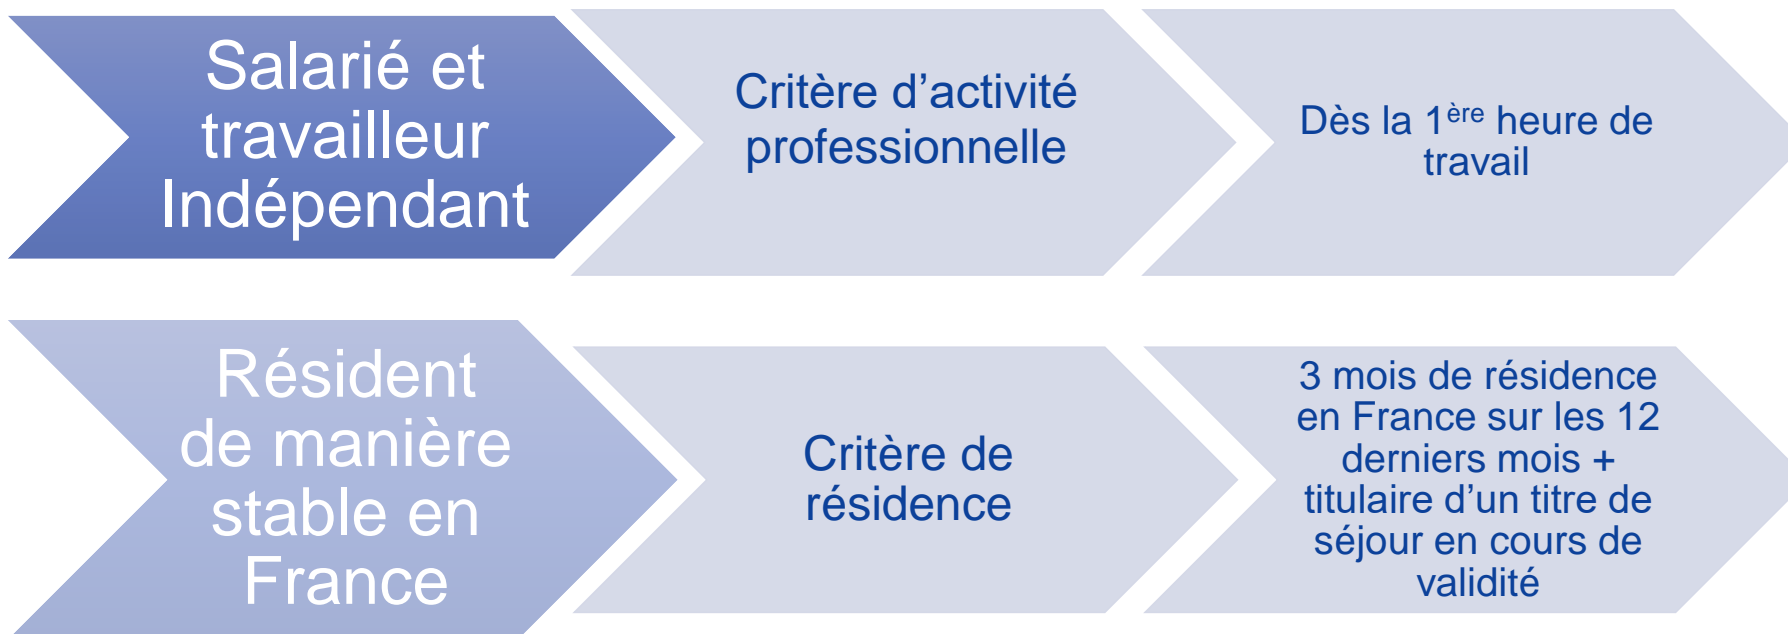 Salarié et
travailleur
Indépendant
Critère d’activité
professionnelle
Dès la 1ère heure de
travail
Résident
de manière
stable en
France
Critère de
résidence
3 mois de résidence
en France sur les 12
derniers mois +
titulaire d’un titre de
séjour en cours de
validité